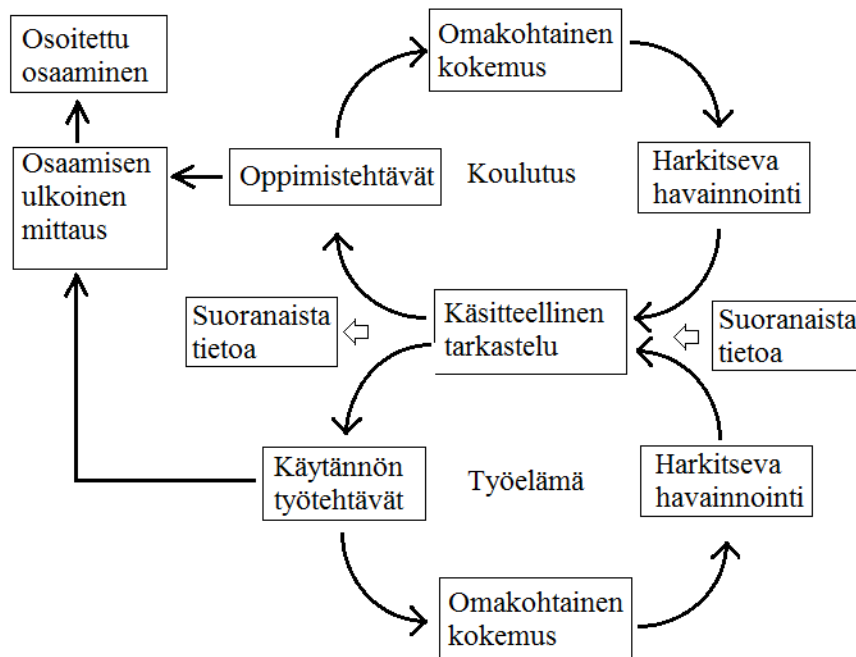 Osoitettu
osaaminen
Omakohtainen
kokemus
Osaamisen
ulkoinen
mittaus
Oppimistehtävät
Koulutus
Harkitseva
havainnointi
Suoranaista
tietoa
Käsitteellinen
tarkastelu
Suoranaista
tietoa
Käytännön
työtehtävät
Työelämä
Harkitseva
havainnointi
Omakohtainen
kokemus